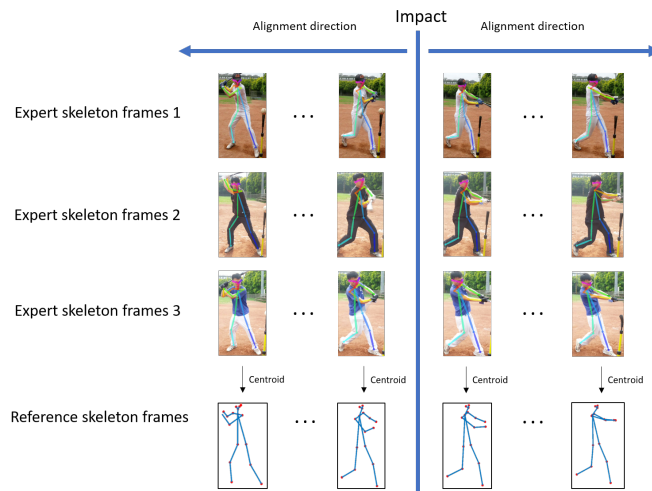 Impact
Alignment direction
Alignment direction
Expert skeleton frames 1
...
...
Expert skeleton frames 2
...
...
Expert skeleton frames 3
...
...
Centroid
Centroid
Centroid
Centroid
Reference skeleton frames
...
...